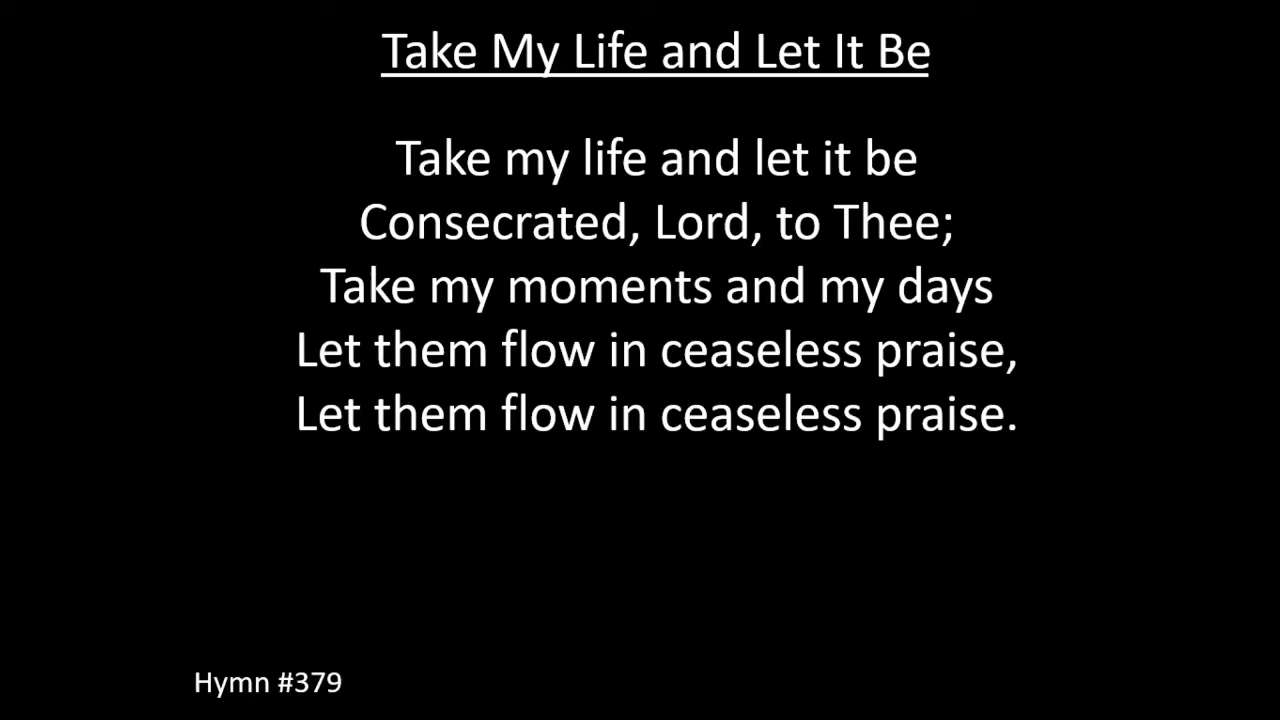 Take My Life and Let It Be
Take my life and let it be
Consecrated, Lord, to Thee;
Take my moments and my days
Let them flow in ceaseless praise,
Let them flow in ceaseless praise.
Hymn #379